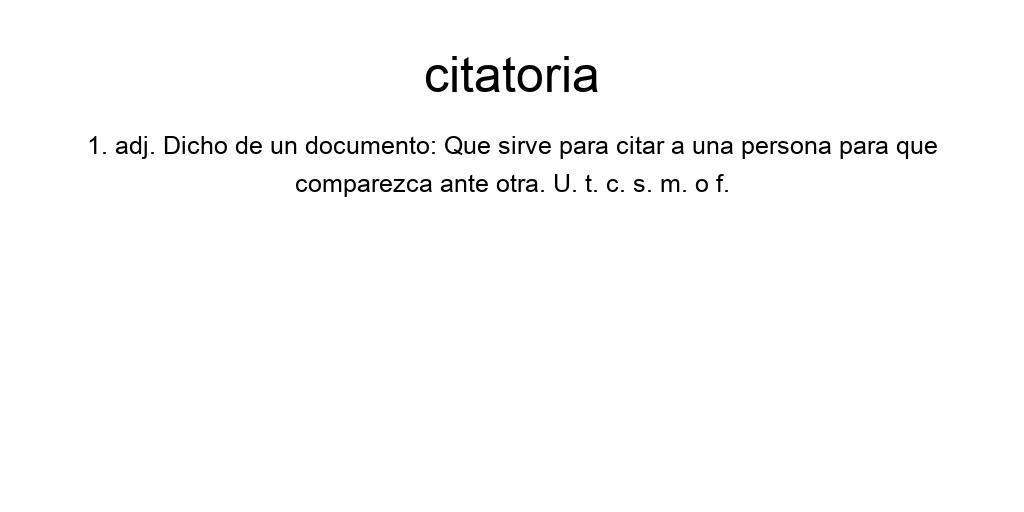 citatoria
1. adj. Dicho de un documento: Que sirve para citar a una persona para que
comparezca ante otra. U. t. c. s. m. o f.